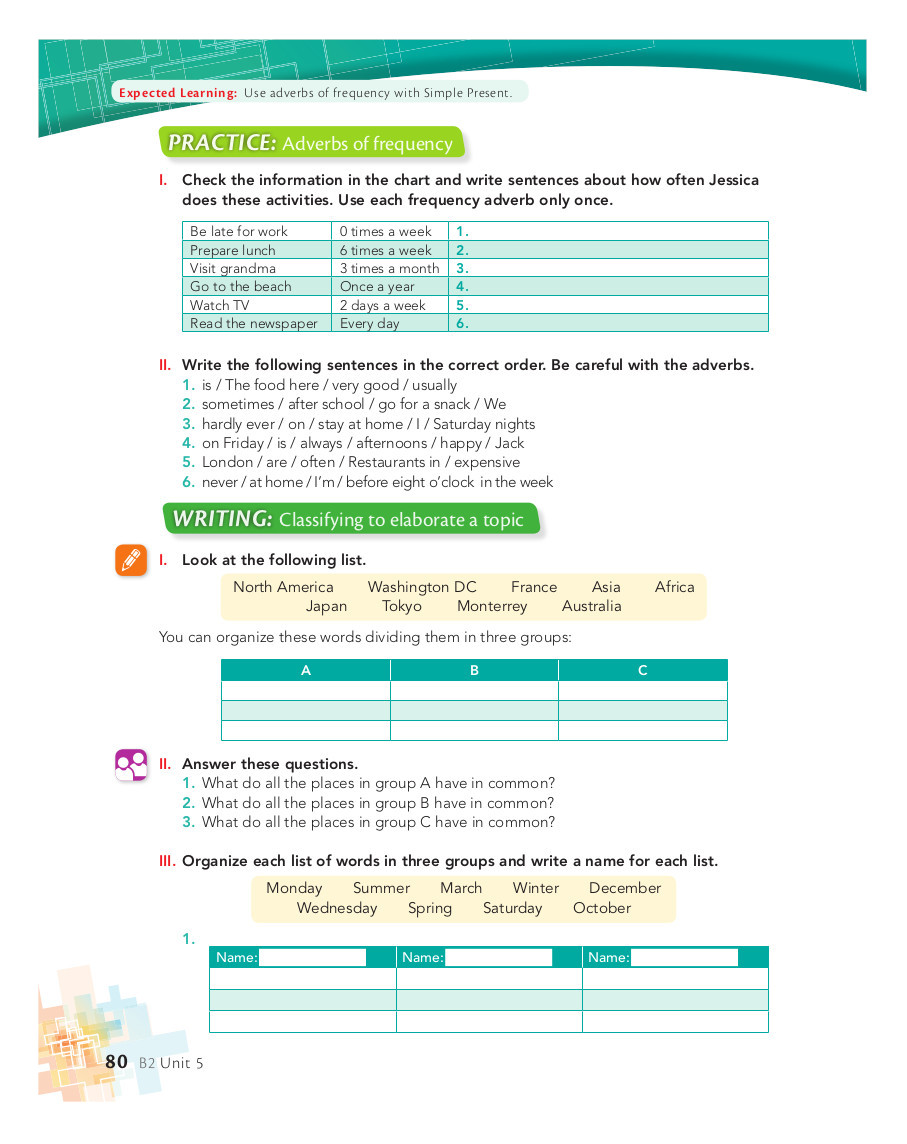 Expected Learning: Use adverbs of frequency with Simple Present.
PRACTICE: Adverbs of frequency
I. Check the information in the chart and write sentences about how often Jessica
does these activities. Use each frequency adverb only once.
Be late for work 0 times a week 1.
Prepare lunch 6 times a week 2.
Visit grandma 3 times a month 3.
Go to the beach Once a year 4.
Watch TV 2 days a week 5.
Read the newspaper Every day 6.
II. Write the following sentences in the correct order. Be careful with the adverbs.
1. is / The food here / very good / usually
2. sometimes / after school / go for a snack / We
3. hardly ever / on / stay at home / I / Saturday nights
4. on Friday / is / always / afternoons / happy / Jack
5. London / are / often / Restaurants in / expensive
6. never / at home / I'm / before eight o'clock in the week
WRITING: Classifying to elaborate a topic
I. Look at the following list.
North America Washington DC France Asia Africa
Japan Tokyo Monterrey Australia
You can organize these words dividing them in three groups:
A B C
II. Answer these questions.
1. What do all the places in group A have in common?
2. What do all the places in group B have in common?
3. What do all the places in group C have in common?
III. Organize each list of words in three groups and write a name for each list.
Monday Summer March Winter December
Wednesday Spring Saturday October
1.
Name: Name: Name:
80 B2 Unit 5